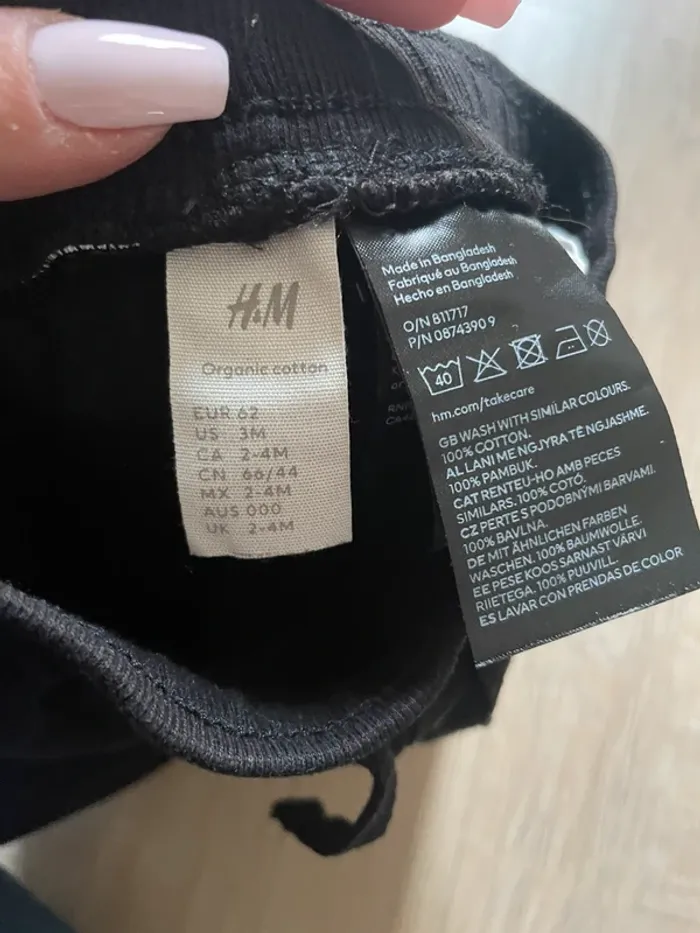 H&M
Organic cotton
EUR 62
US 3M
CA 2-4M
CN 66/44
MX 2-4M
AUS 000
UK 2-4M
Made in Bangladesh
Fabriqué au Bangladesh
Hecho en Bangladesh
O/N 811717
P/N 0874390 9
40
hm.com/takecare
GB WASH WITH SIMILAR COLOURS.
100% COTTON.
AL LANI ME NGJYRA TË NGJASHME.
100% PAMBUK.
CAT RENTEU-HO AMB PECES
SIMILARS. 100% COTÓ.
CZ PERTE S PODOBNÝMI BARVAMI.
100% BAVLNA.
DE MIT ÄHNLICHEN FARBEN
WASCHEN. 100% BAUMWOLLE.
EE PESE KOOS SARNAST VÄRVI
RIIETEGA. 100% PUUVILL.
ES LAVAR CON PRENDAS DE COLOR